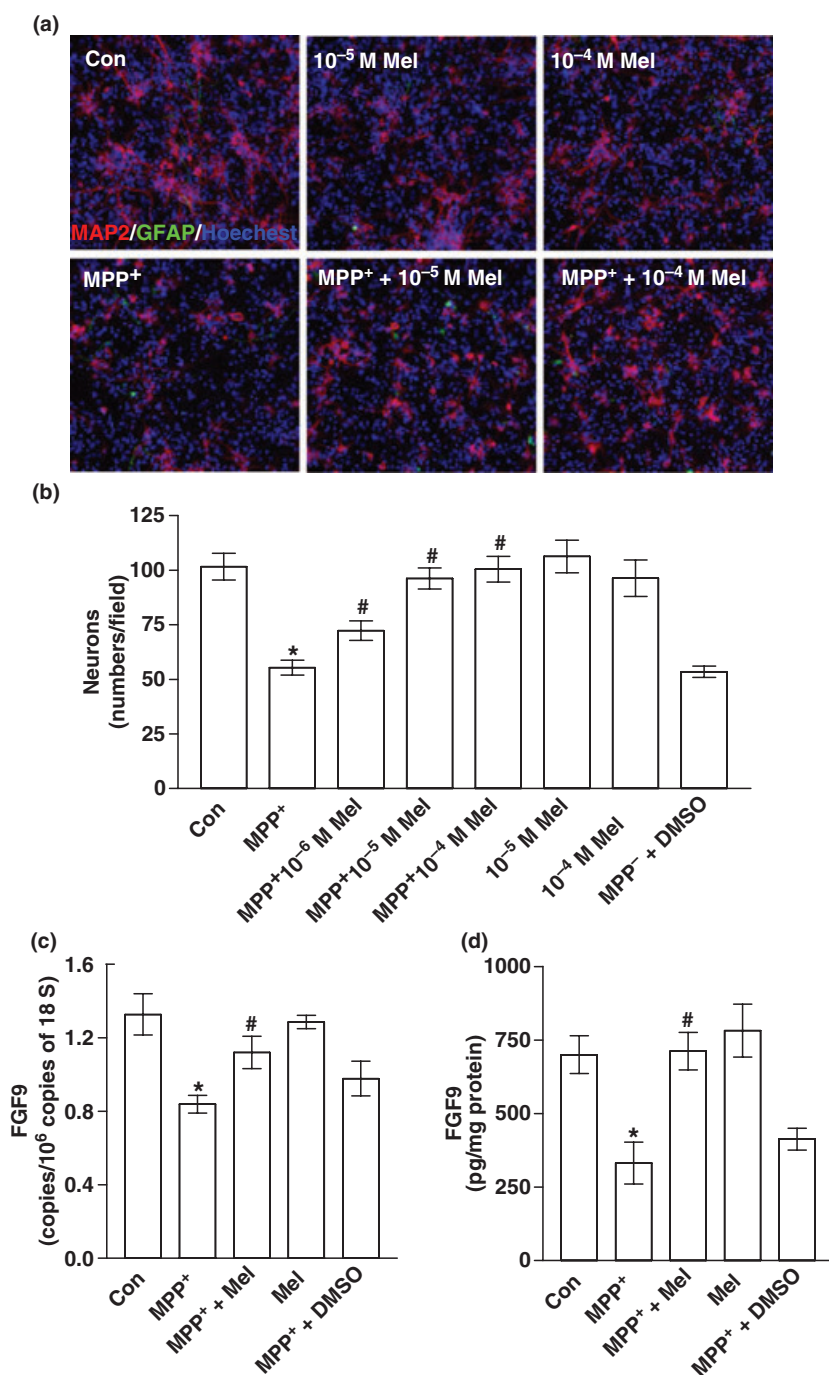 (a)
Con
10⁻⁵ M Mel
10⁻⁴ M Mel
MAP2/GFAP/Hoechest
MPP⁺
MPP⁺ + 10⁻⁵ M Mel
MPP⁺ + 10⁻⁴ M Mel
(b)
Neurons
(numbers/field)
125
100
75
50
25
0
*
#
#
#
Con
MPP⁺
MPP⁺10⁻⁶ M Mel
MPP⁺10⁻⁵ M Mel
MPP⁺10⁻⁴ M Mel
10⁻⁵ M Mel
10⁻⁴ M Mel
MPP⁻ + DMSO
(c)
FGF9
(copies/10⁶ copies of 18 S)
1.6
1.2
0.8
0.4
0.0
*
#
Con
MPP⁺
MPP⁺ + Mel
Mel
MPP⁺ + DMSO
(d)
FGF9
(pg/mg protein)
1000
750
500
250
0
*
#
Con
MPP⁺
MPP⁺ + Mel
Mel
MPP⁺ + DMSO